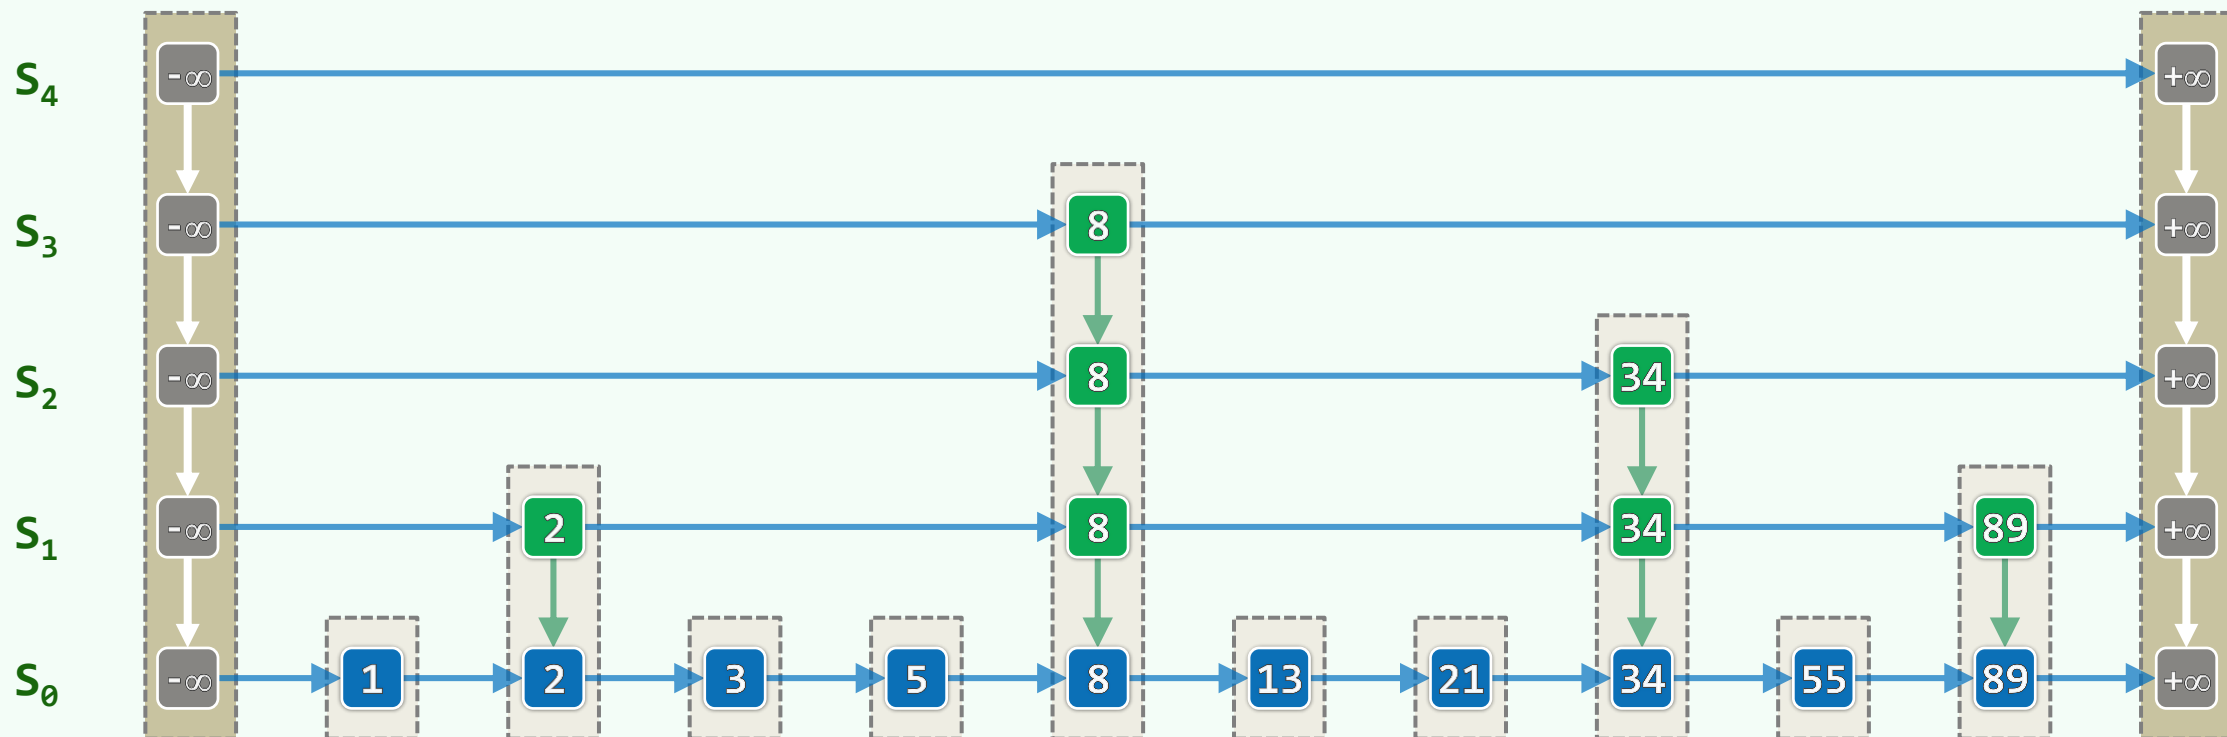 S₄ -∞ +∞
S₃ -∞ 8 +∞
S₂ -∞ 8 34 +∞
S₁ -∞ 2 8 34 89 +∞
S₀ -∞ 1 2 3 5 8 13 21 34 55 89 +∞